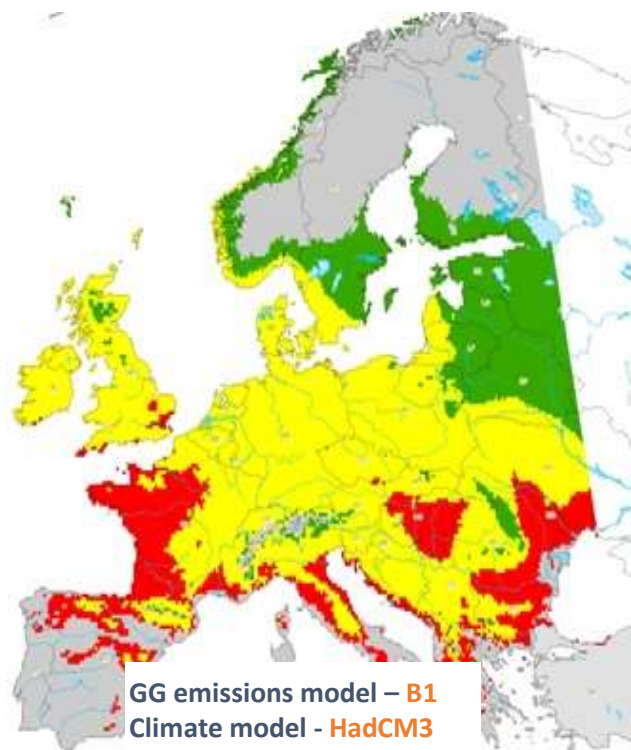 GG emissions model – B1
Climate model - HadCM3